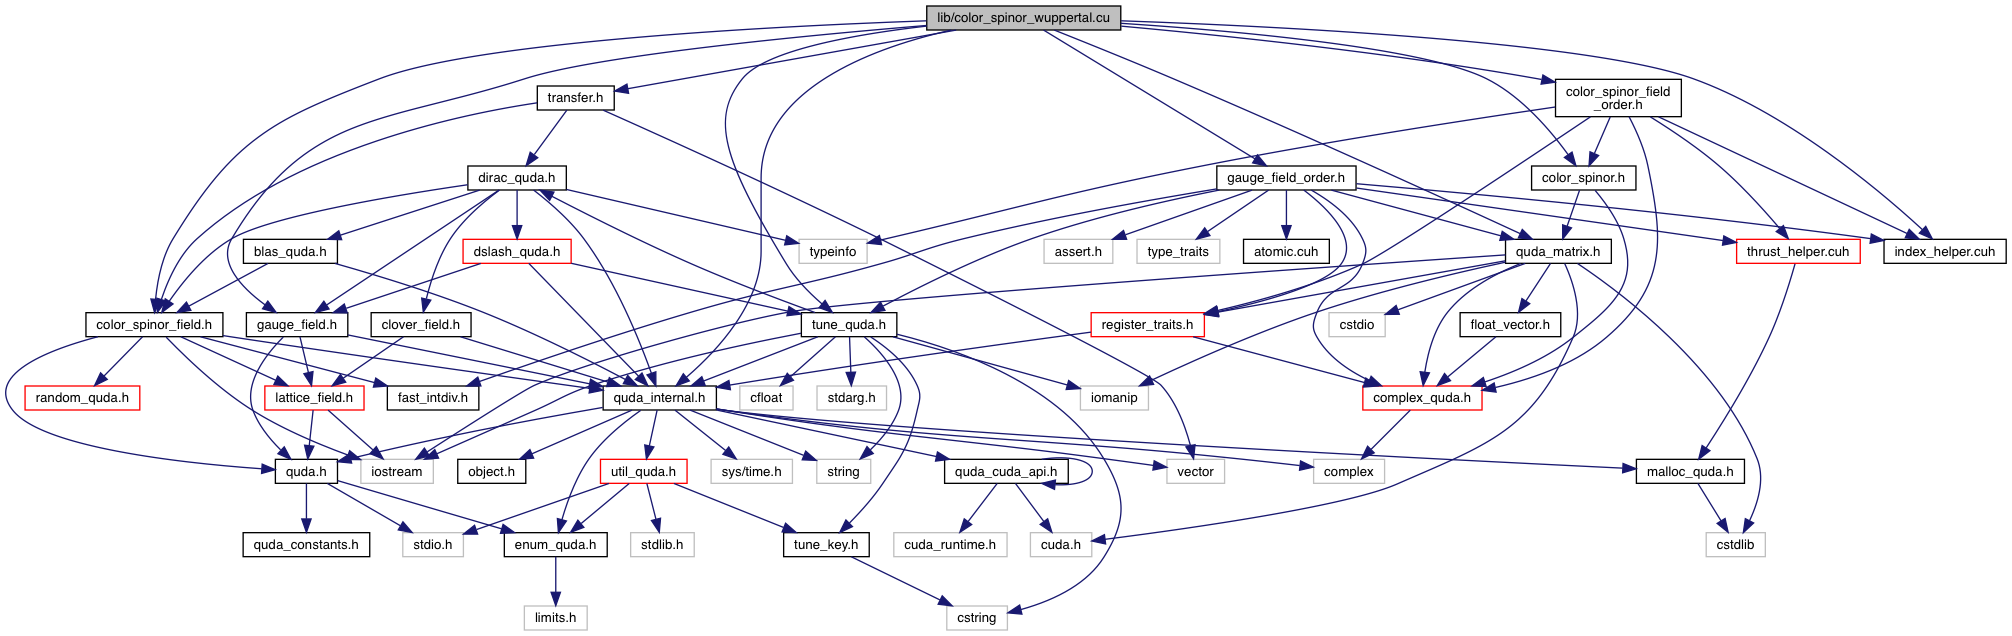 lib/color_spinor_wuppertal.cu
transfer.h
color_spinor_field
_order.h
dirac_quda.h
gauge_field_order.h
color_spinor.h
blas_quda.h
dslash_quda.h
typeinfo
assert.h
type_traits
atomic.cuh
quda_matrix.h
thrust_helper.cuh
index_helper.cuh
color_spinor_field.h
gauge_field.h
clover_field.h
tune_quda.h
register_traits.h
cstdio
float_vector.h
random_quda.h
lattice_field.h
fast_intdiv.h
quda_internal.h
cfloat
stdarg.h
iomanip
complex_quda.h
quda.h
iostream
object.h
util_quda.h
sys/time.h
string
quda_cuda_api.h
vector
complex
malloc_quda.h
quda_constants.h
stdio.h
enum_quda.h
stdlib.h
tune_key.h
cuda_runtime.h
cuda.h
cstdlib
limits.h
cstring